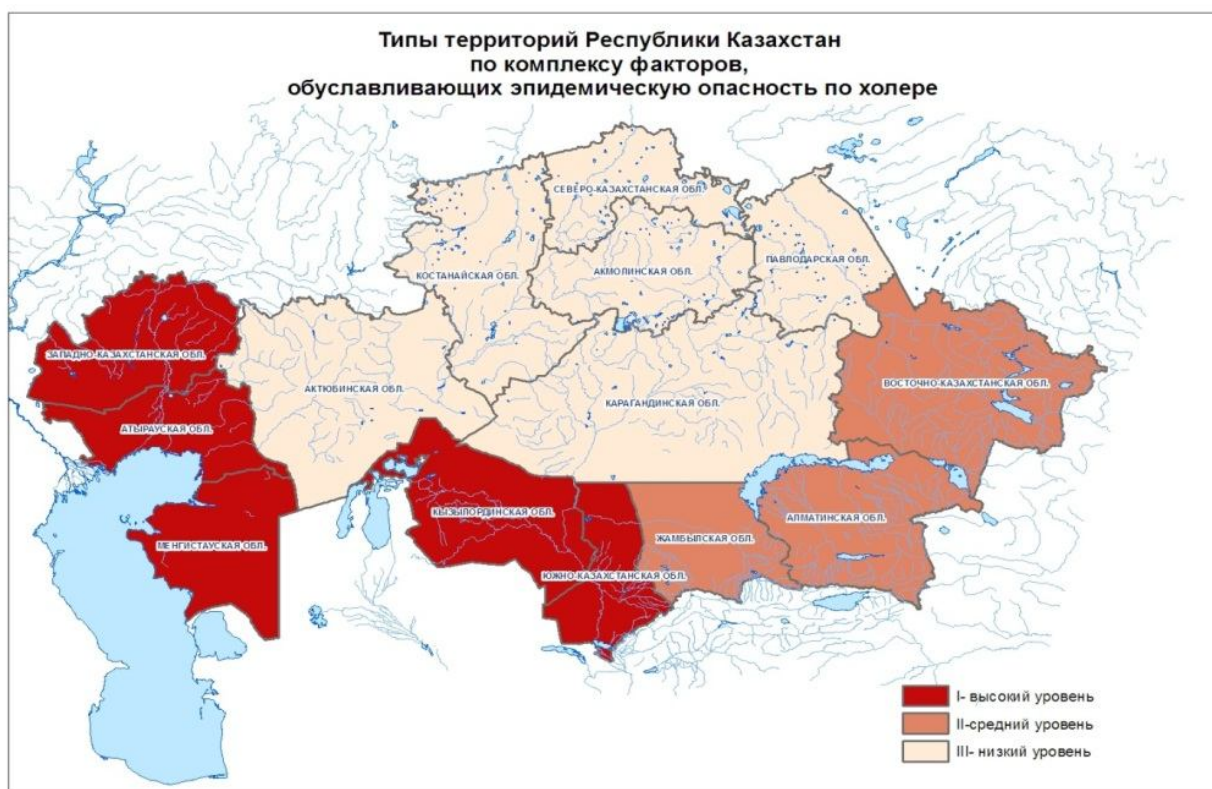 Типы территорий Республики Казахстан
по комплексу факторов,
обуславливающих эпидемическую опасность по холере
СЕВЕРО-КАЗАХСТАНСКАЯ ОБЛ.
ПАВЛОДАРСКАЯ ОБЛ.
КОСТАНАЙСКАЯ ОБЛ.
АКМОЛИНСКАЯ ОБЛ.
ЗАПАДНО-КАЗАХСТАНСКАЯ ОБЛ.
АКТЮБИНСКАЯ ОБЛ.
ВОСТОЧНО-КАЗАХСТАНСКАЯ ОБЛ.
КАРАГАНДИНСКАЯ ОБЛ.
АТЫРАУСКАЯ ОБЛ.
КЫЗЫЛОРДИНСКАЯ ОБЛ.
АЛМАТИНСКАЯ ОБЛ.
ЖАМБЫЛСКАЯ ОБЛ.
МЕНГИСТАУСКАЯ ОБЛ.
ЮЖНО-КАЗАХСТАНСКАЯ ОБЛ.
I- высокий уровень
II-средний уровень
III- низкий уровень